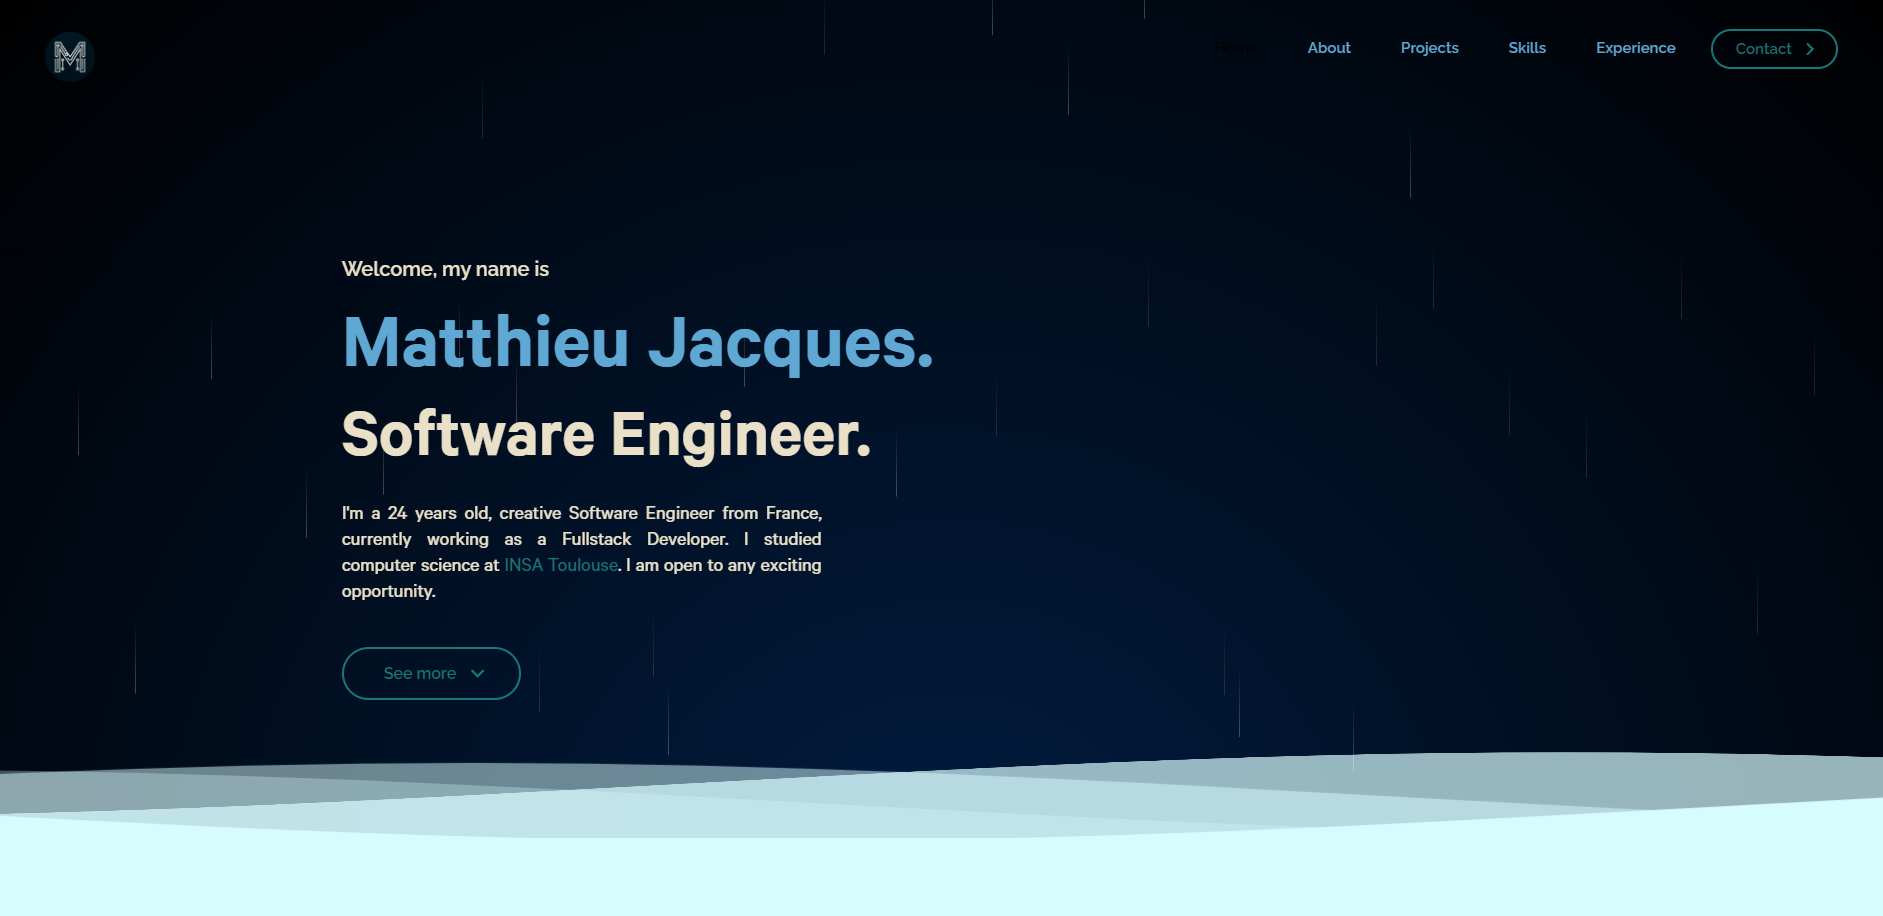 M
Home
About
Projects
Skills
Experience
Contact
Welcome, my name is
Matthieu Jacques.
Software Engineer.
I'm a 24 years old, creative Software Engineer from France,
currently working as a Fullstack Developer. I studied
computer science at INSA Toulouse. I am open to any exciting
opportunity.
See more